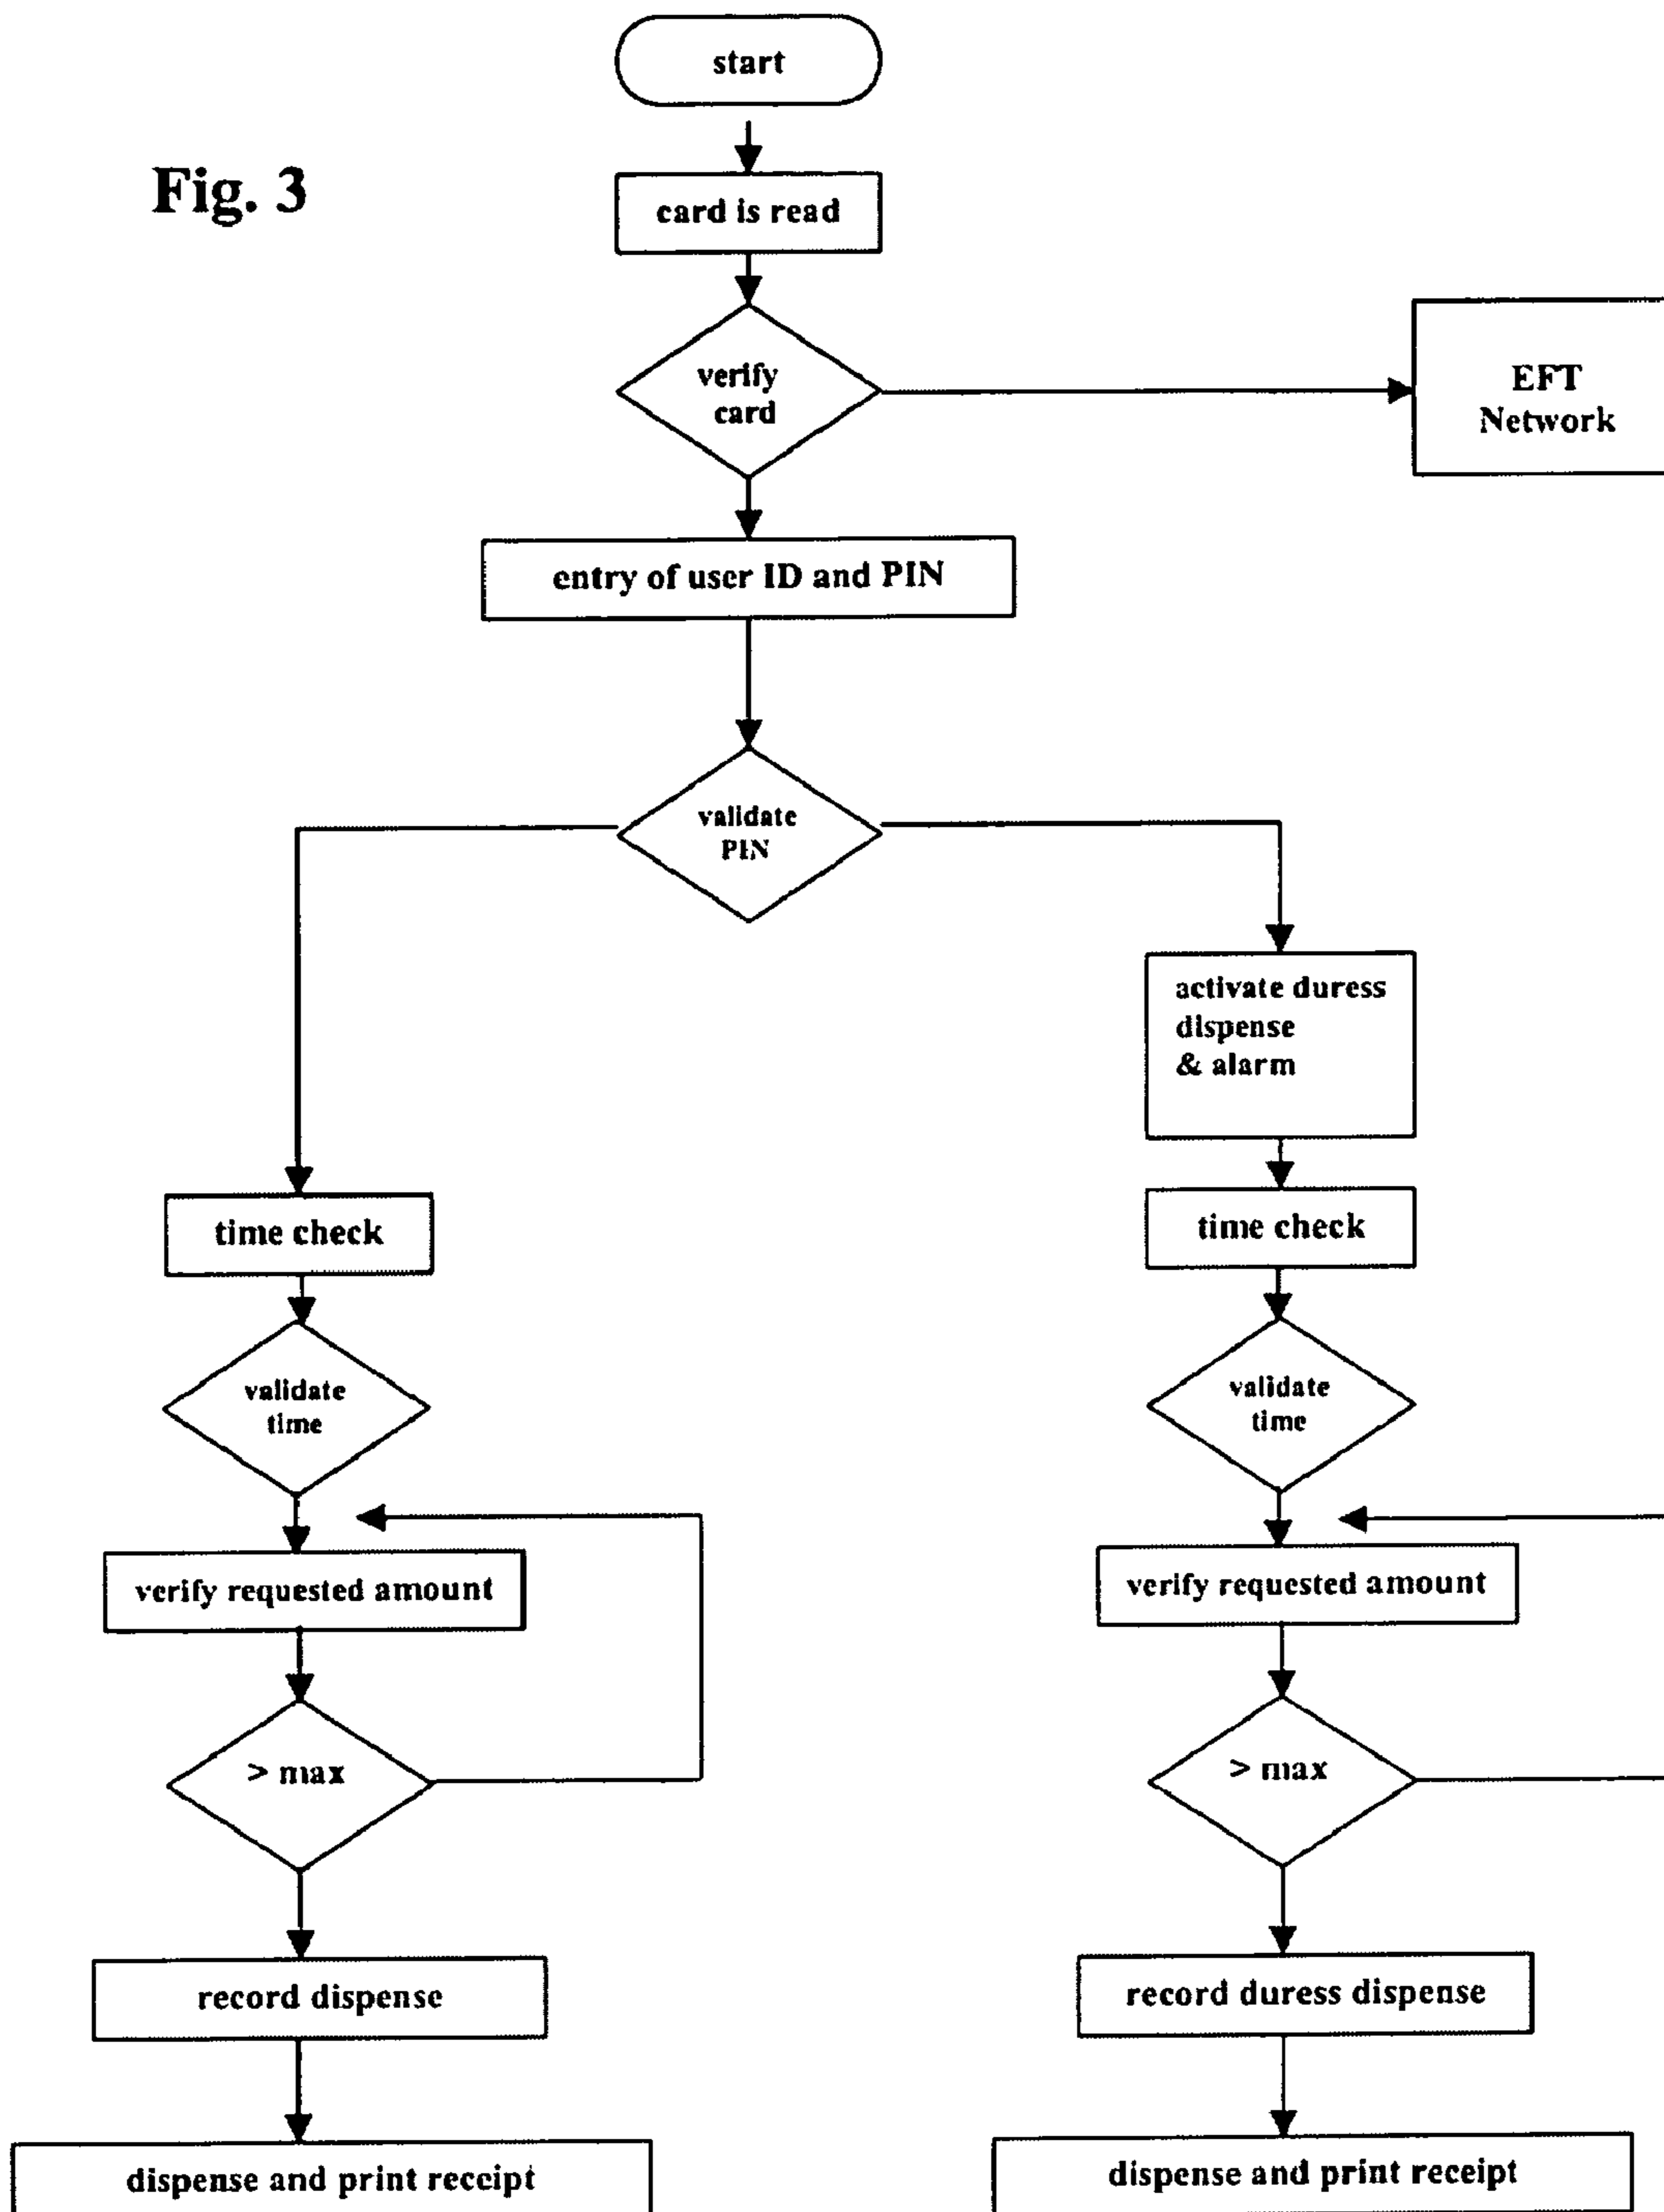 start
Fig. 3
card is read
verify
card
EFT
Network
entry of user ID and PIN
validate
PIN
activate duress
dispense
& alarm
time check
time check
validate
time
validate
time
verify requested amount
verify requested amount
> max
> max
record dispense
record duress dispense
dispense and print receipt
dispense and print receipt